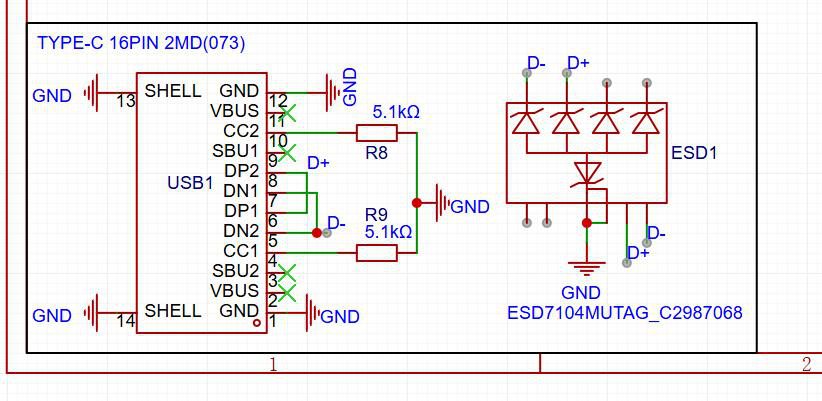 TYPE-C 16PIN 2MD(073)
GND
13
SHELL
GND
12
GND
VBUS
11
CC2
10
5.1kΩ
R8
SBU1
9
DP2
8
D+
USB1
DN1
7
DP1
6
DN2
5
D-
R9
5.1kΩ
GND
CC1
4
SBU2
3
VBUS
2
GND
14
SHELL
GND
1
GND
D-
D+
ESD1
D-
D+
GND
ESD7104MUTAG_C2987068
1
2